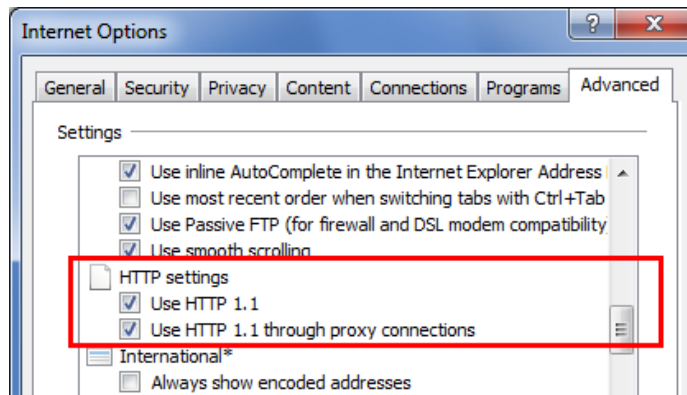 Internet Options
? X
General Security Privacy Content Connections Programs Advanced
Settings
Use inline AutoComplete in the Internet Explorer Address
Use most recent order when switching tabs with Ctrl+Tab
Use Passive FTP (for firewall and DSL modem compatibility)
Use smooth scrolling
HTTP settings
Use HTTP 1.1
Use HTTP 1.1 through proxy connections
International*
Always show encoded addresses